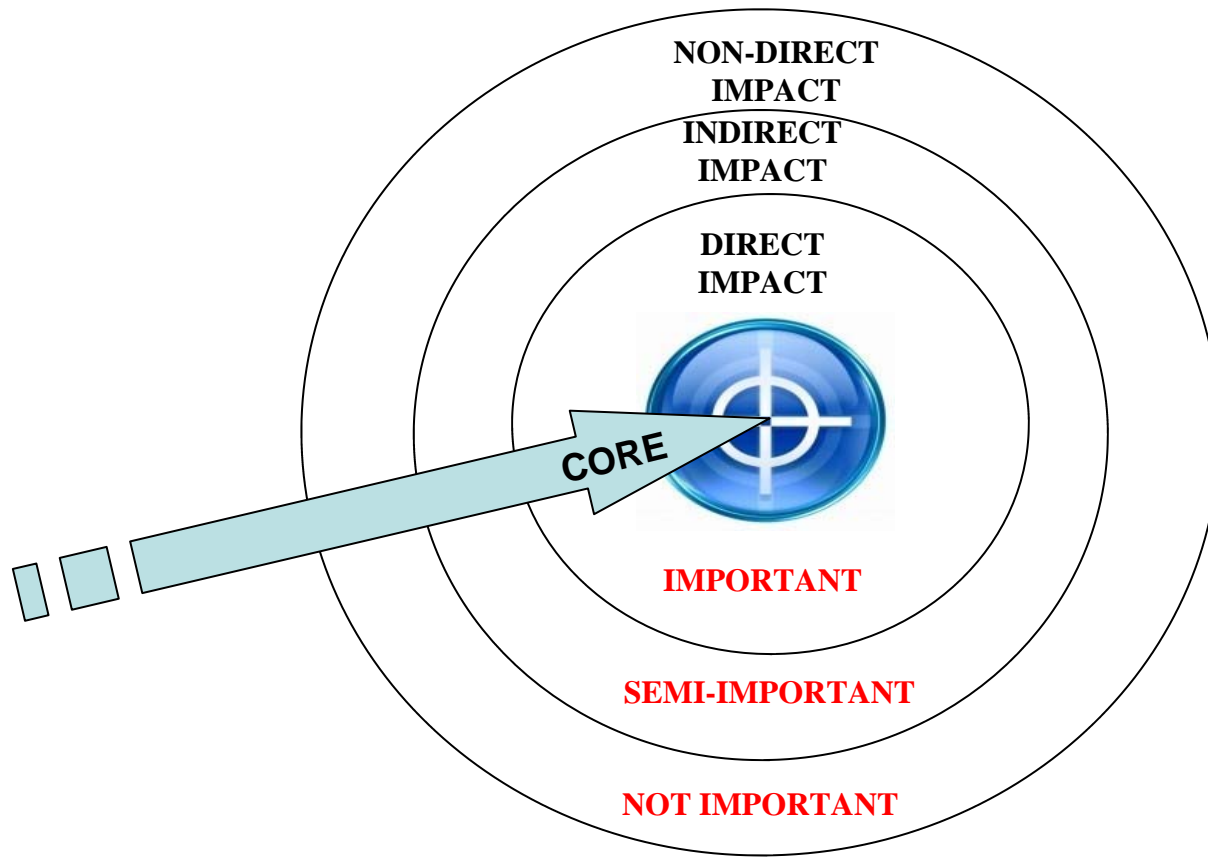 NON-DIRECT
IMPACT
INDIRECT
IMPACT
DIRECT
IMPACT
CORE
IMPORTANT
SEMI-IMPORTANT
NOT IMPORTANT